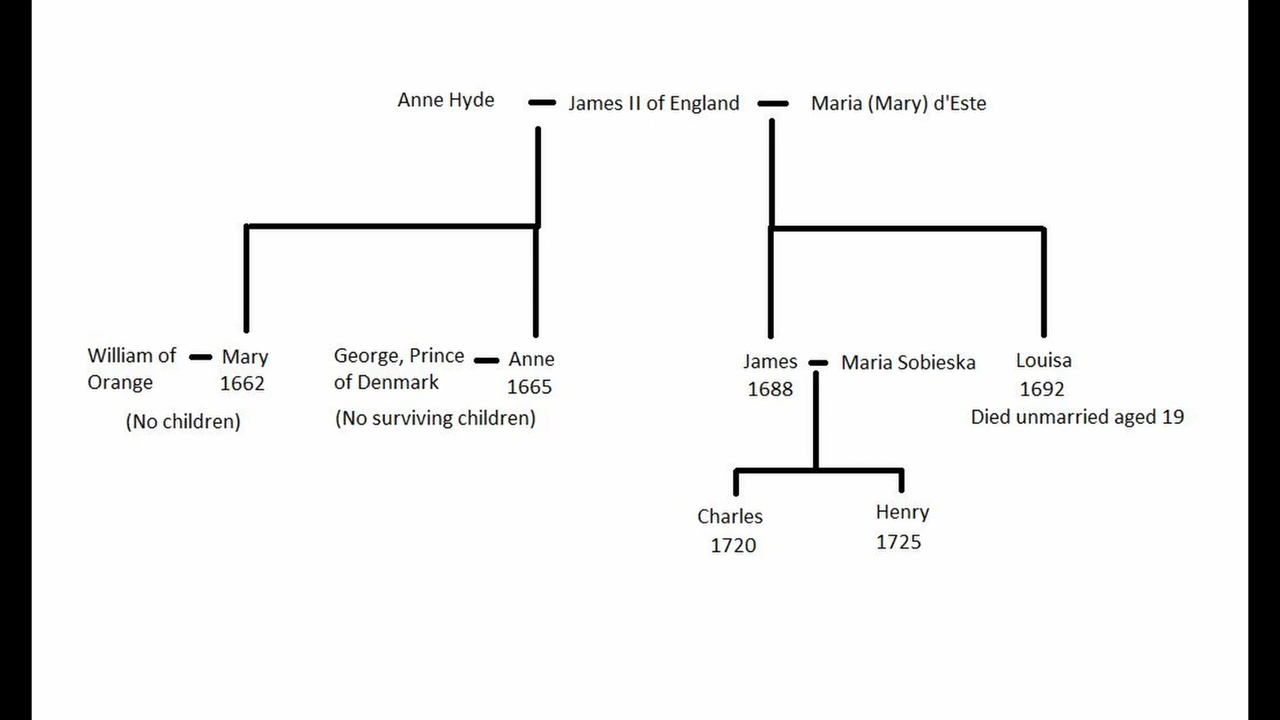 Anne Hyde
James II of England
Maria (Mary) d'Este
William of
Orange
Mary
1662
(No children)
George, Prince
of Denmark
Anne
1665
(No surviving children)
James
1688
Maria Sobieska
Louisa
1692
Died unmarried aged 19
Charles
1720
Henry
1725